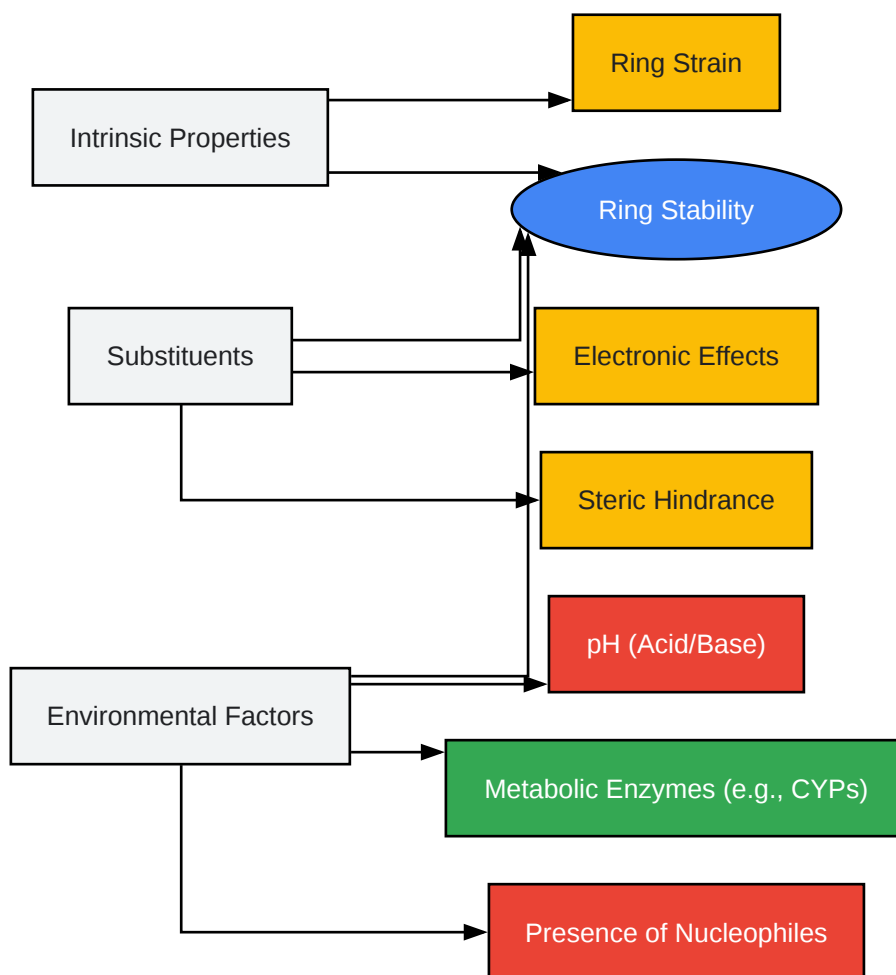 Ring Strain
Intrinsic Properties
Ring Stability
Substituents
Electronic Effects
Steric Hindrance
pH (Acid/Base)
Environmental Factors
Metabolic Enzymes (e.g., CYPs)
Presence of Nucleophiles